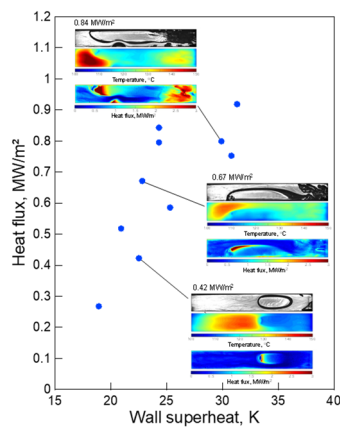 0.84 MW/m²
Temperature, °C
Heat flux, MW/m²
0.67 MW/m²
Temperature, °C
Heat flux, MW/m²
0.42 MW/m²
Temperature, °C
Heat flux, MW/m²
Heat flux, MW/m²
1.2
1.1
1
0.9
0.8
0.7
0.6
0.5
0.4
0.3
0.2
0.1
0
15 20 25 30 35 40
Wall superheat, K